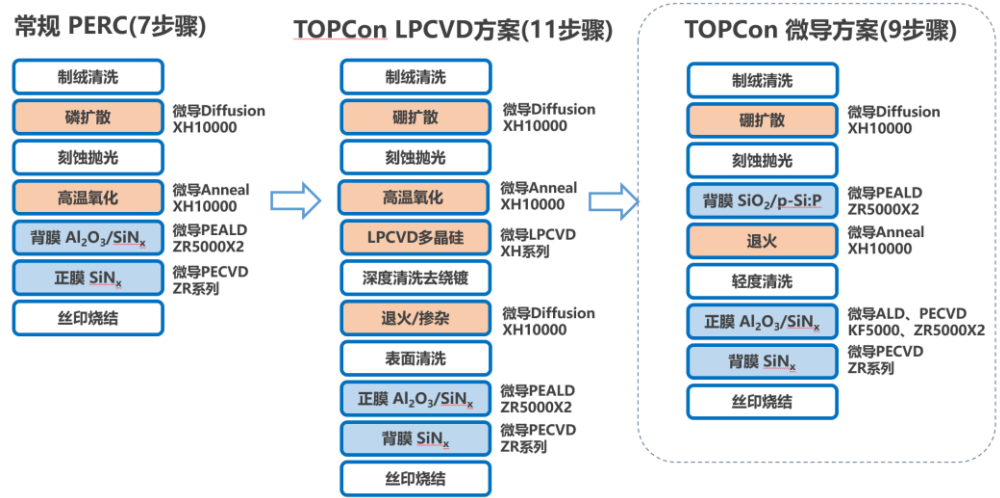 常规 PERC(7步骤)
制绒清洗
磷扩散
微导Diffusion
XH10000
刻蚀抛光
高温氧化
微导Anneal
XH10000
背膜 Al₂O₃/SiNₓ
微导PEALD
ZR5000X2
正膜 SiNₓ
微导PECVD
ZR系列
丝印烧结
TOPCon LPCVD方案(11步骤)
制绒清洗
硼扩散
微导Diffusion
XH10000
刻蚀抛光
高温氧化
微导Anneal
XH10000
LPCVD多晶硅
微导LPCVD
XH系列
深度清洗去绕镀
退火/掺杂
微导Diffusion
XH10000
表面清洗
正膜 Al₂O₃/SiNₓ
微导PEALD
ZR5000X2
背膜 SiNₓ
微导PECVD
ZR系列
丝印烧结
TOPCon 微导方案(9步骤)
制绒清洗
硼扩散
微导Diffusion
XH10000
刻蚀抛光
背膜 SiO₂/p-Si:P
微导PEALD
ZR5000X2
退火
微导Anneal
XH10000
轻度清洗
正膜 Al₂O₃/SiNₓ
微导ALD、PECVD
KF5000、ZR5000X2
背膜 SiNₓ
微导PECVD
ZR系列
丝印烧结